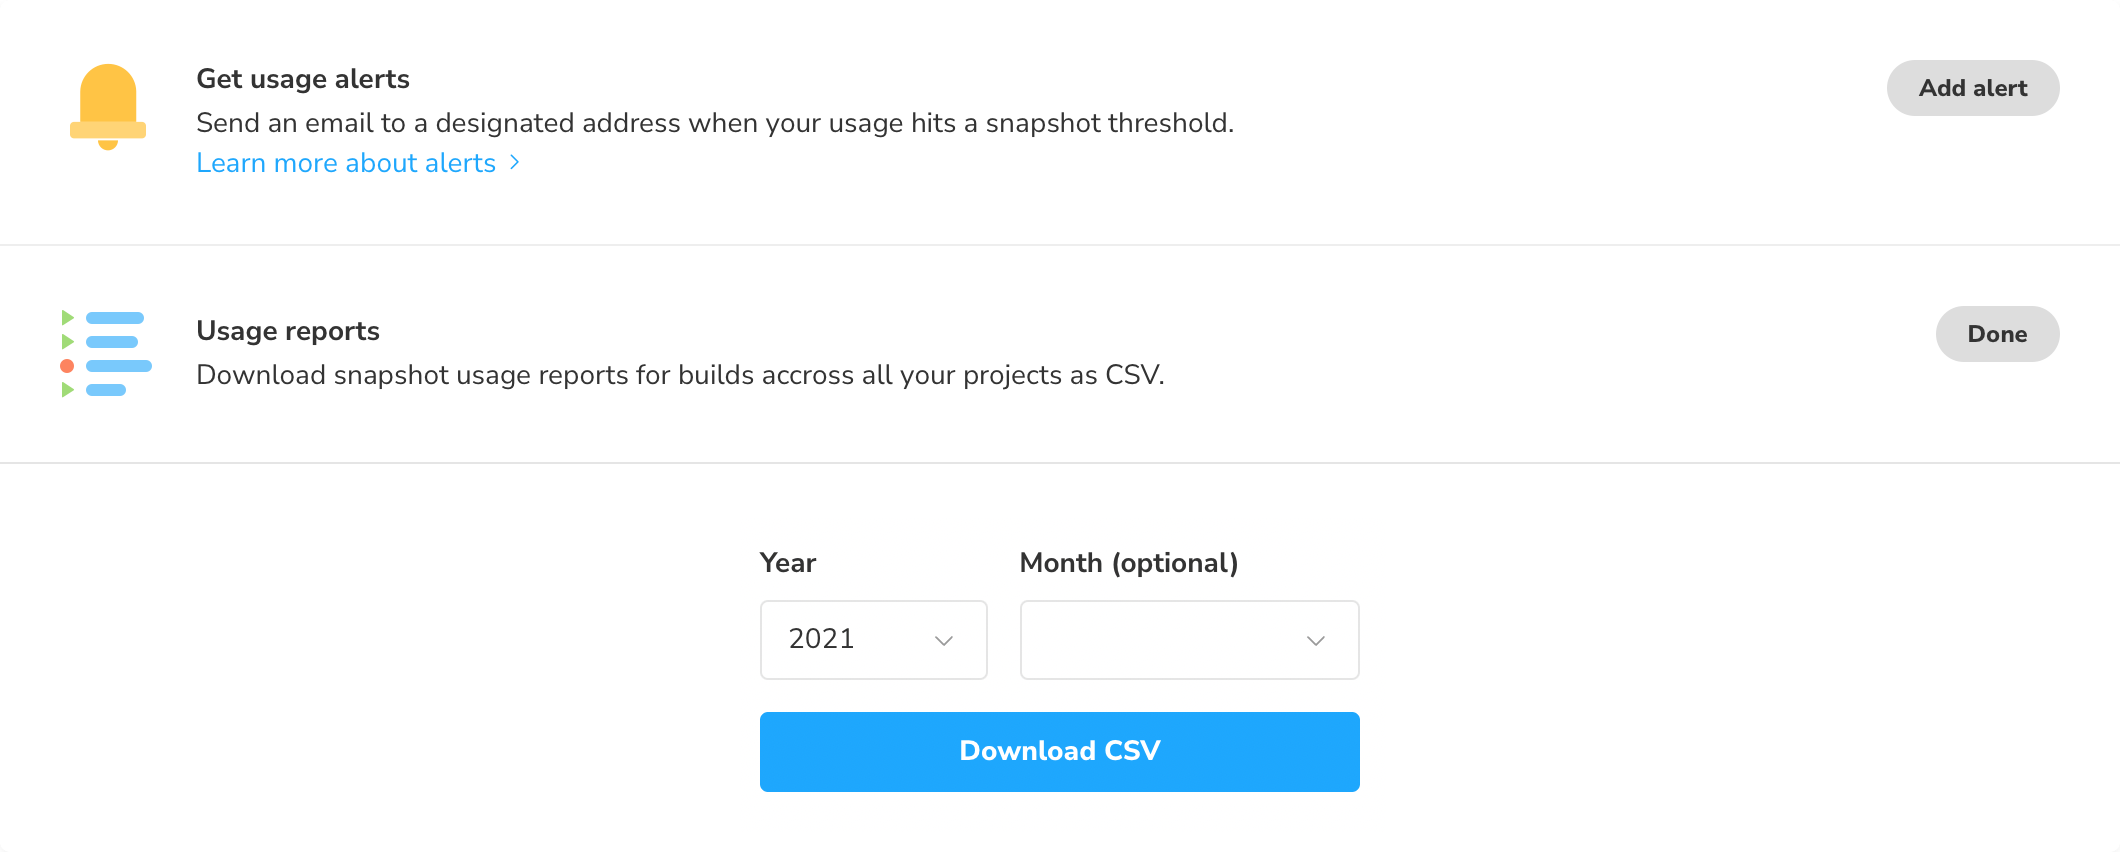 Get usage alerts
Add alert
Send an email to a designated address when your usage hits a snapshot threshold.
Learn more about alerts
Usage reports
Done
Download snapshot usage reports for builds accross all your projects as CSV.
Year
Month (optional)
2021
Download CSV